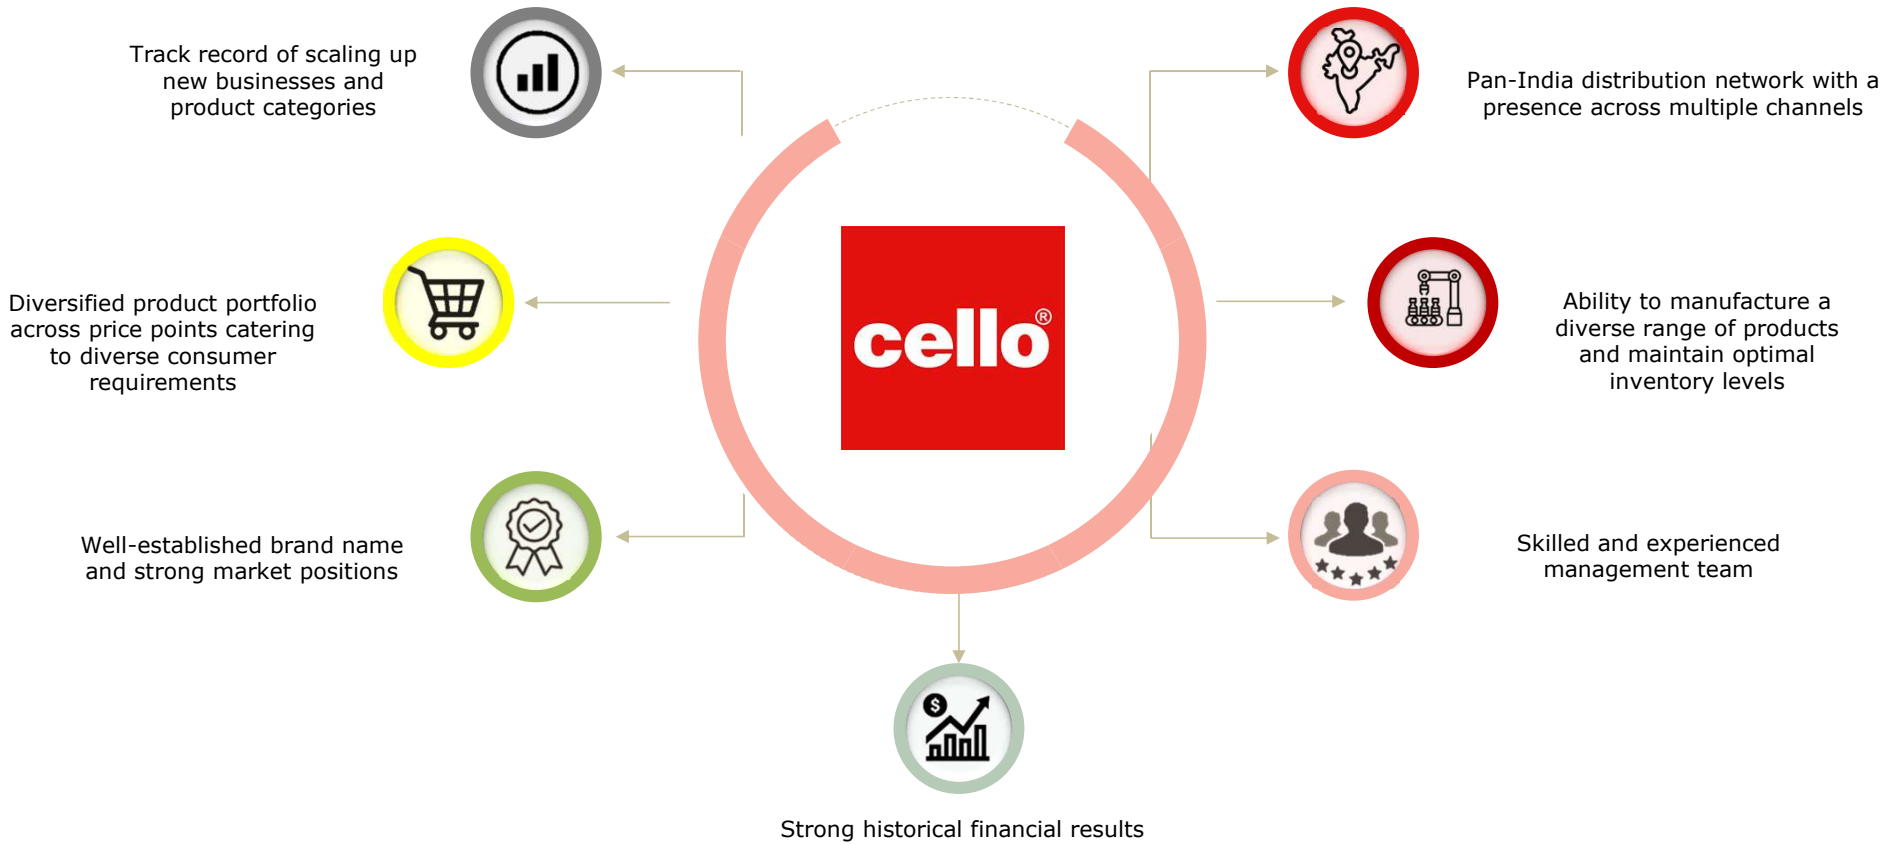 Track record of scaling up
new businesses and
product categories
Pan-India distribution network with a
presence across multiple channels
Diversified product portfolio
across price points catering
to diverse consumer
requirements
cello®
Ability to manufacture a
diverse range of products
and maintain optimal
inventory levels
Well-established brand name
and strong market positions
Skilled and experienced
management team
$
Strong historical financial results